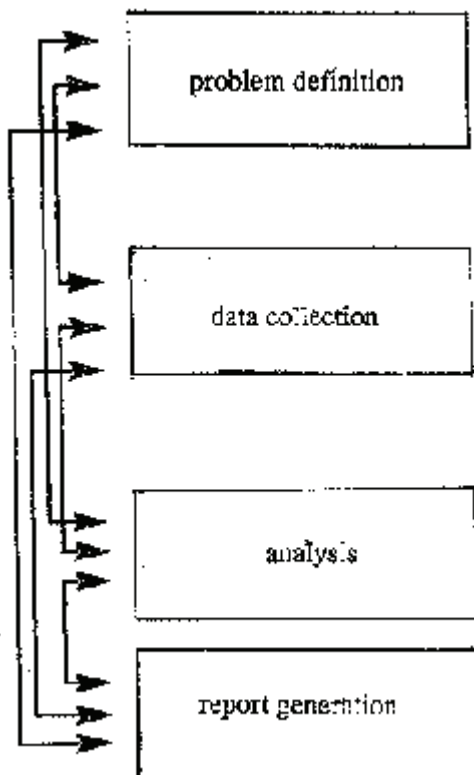 problem definition
data collection
analysis
report generation